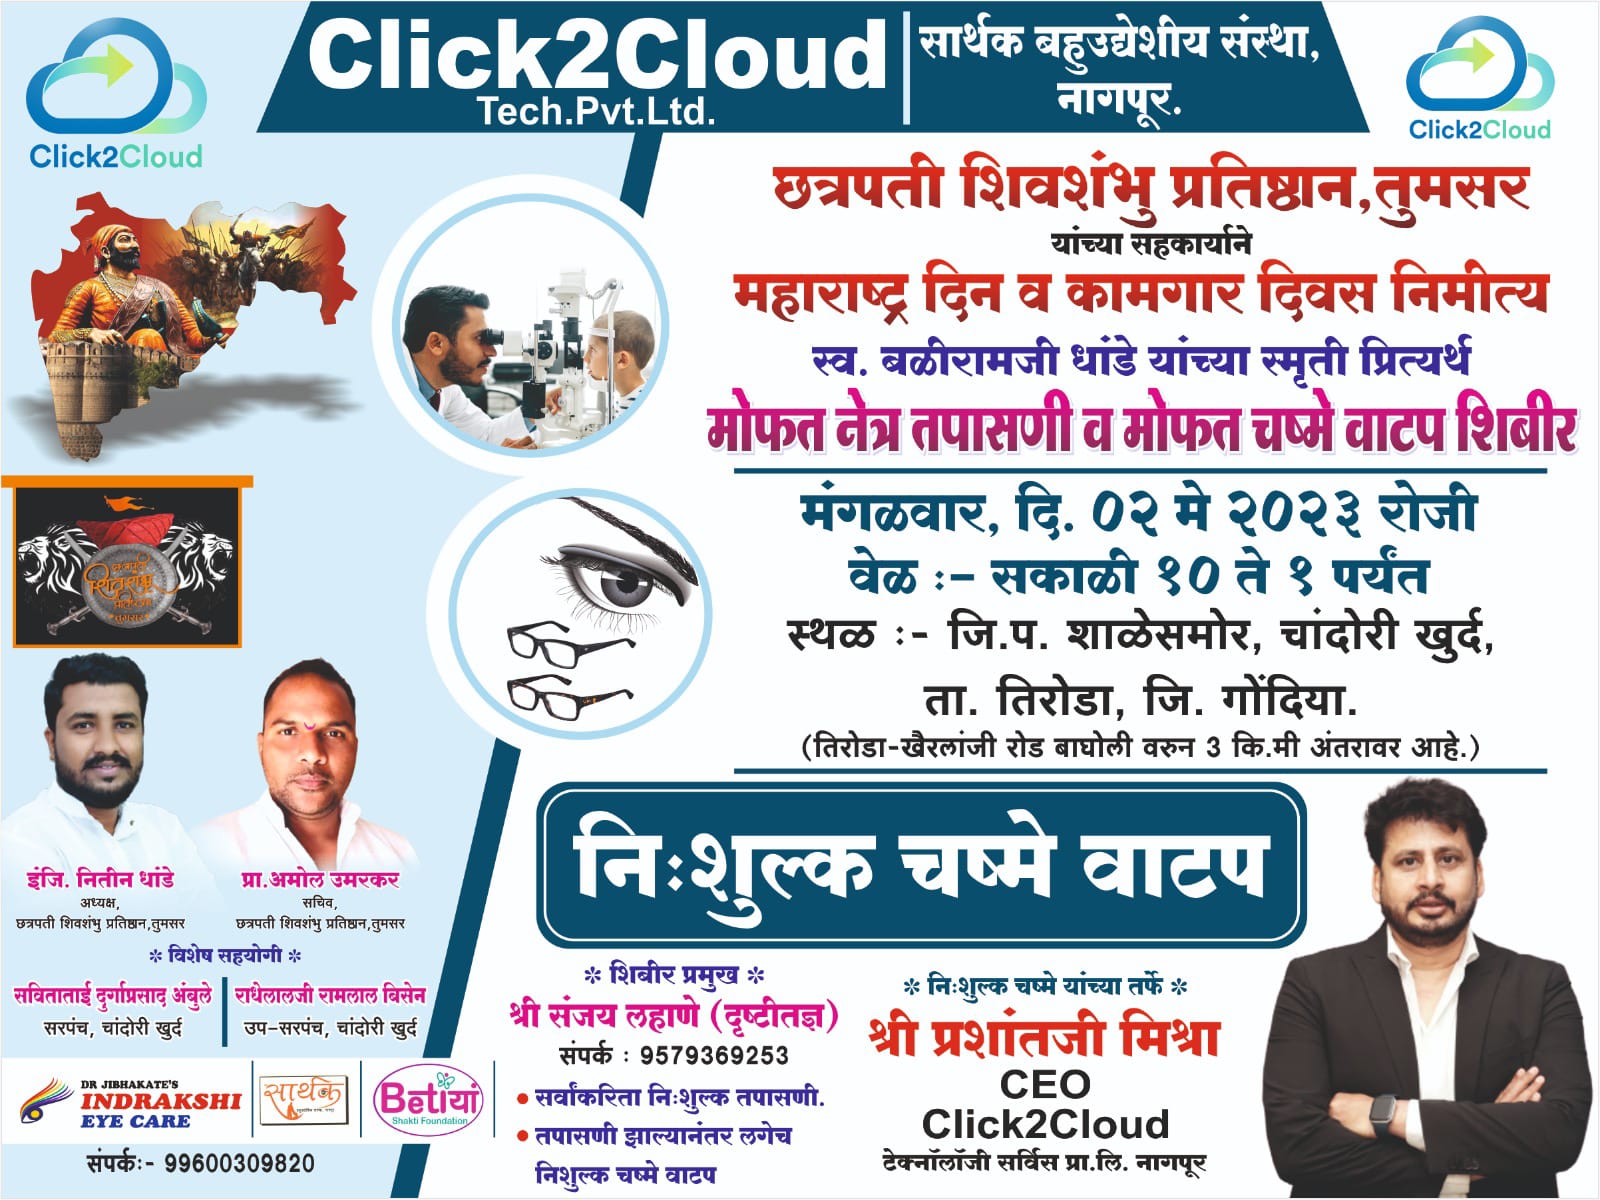 Click2Cloud
Tech.Pvt.Ltd.
सार्थक बहुउद्येशीय संस्था,
नागपूर.
Click2Cloud
Click2Cloud
छत्रपती शिवशंभु प्रतिष्ठान,तुमसर
यांच्या सहकार्याने
महाराष्ट्र दिन व कामगार दिवस निमीत्य
स्व. बळीरामजी धांडे यांच्या स्मृती प्रित्यर्थ
मोफत नेत्र तपासणी व मोफत चष्मे वाटप शिबीर
मंगळवार, दि. ०२ मे २०२३ रोजी
वेळ :– सकाळी १० ते १ पर्यंत
स्थळ :- जि.प. शाळेसमोर, चांदोरी खुर्द,
ता. तिरोडा, जि. गोंदिया.
(तिरोडा-खैरलांजी रोड बाघोली वरुन 3 कि.मी अंतरावर आहे.)
शिवशंभु
तुमसर
इंजि. नितीन धांडे
अध्यक्ष,
छत्रपती शिवशंभु प्रतिष्ठान,तुमसर
प्रा.अमोल उमरकर
सचिव,
छत्रपती शिवशंभु प्रतिष्ठान,तुमसर
* विशेष सहयोगी *
सविताताई दुर्गाप्रसाद अंबुले
सरपंच, चांदोरी खुर्द
राधेलालजी रामलाल बिसेन
उप-सरपंच, चांदोरी खुर्द
DR JIBHAKATE'S
INDRAKSHI
EYE CARE
सार्थक
Betiयां
Shakti Foundation
संपर्क:- 99600309820
निःशुल्क चष्मे वाटप
* शिबीर प्रमुख *
श्री संजय लहाणे (दृष्टीतज्ञ)
संपर्क : 9579369253
• सर्वांकरिता निःशुल्क तपासणी.
• तपासणी झाल्यानंतर लगेच
निशुल्क चष्मे वाटप
* निःशुल्क चष्मे यांच्या तर्फे *
श्री प्रशांतजी मिश्रा
CEO
Click2Cloud
टेक्नॉलॉजी सर्विस प्रा.लि. नागपूर